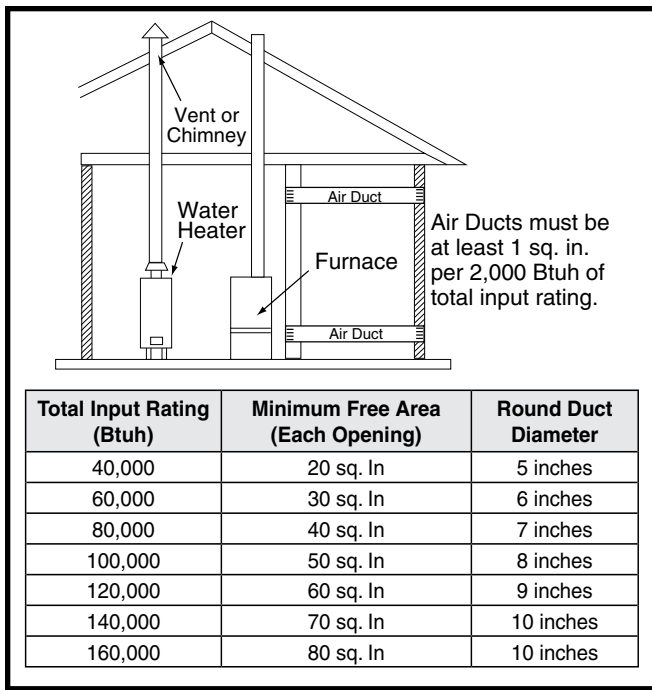 Vent or
Chimney
Water
Heater
Air Duct
Furnace
Air Duct
Air Ducts must be
at least 1 sq. in.
per 2,000 Btuh of
total input rating.
Total Input Rating (Btuh) Minimum Free Area (Each Opening) Round Duct Diameter
40,000 20 sq. In 5 inches
60,000 30 sq. In 6 inches
80,000 40 sq. In 7 inches
100,000 50 sq. In 8 inches
120,000 60 sq. In 9 inches
140,000 70 sq. In 10 inches
160,000 80 sq. In 10 inches